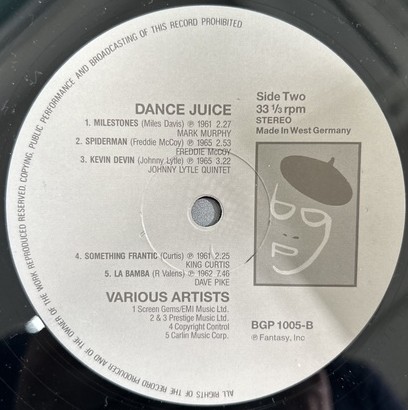 ALL RIGHTS OF THE RECORD PRODUCER AND OF THE OWNER OF THE WORK REPRODUCED RESERVED. COPYING, PUBLIC PERFORMANCE AND BROADCASTING OF THIS RECORD PROHIBITED
DANCE JUICE
1. MILESTONES (Miles Davis) ℗ 1961 2.27
MARK MURPHY
2. SPIDERMAN (Freddie McCoy) ℗ 1965 2.53
FREDDIE McCOY
3. KEVIN DEVIN (Johnny Lytle) ℗ 1965 3.22
JOHNNY LYTLE QUINTET
4. SOMETHING FRANTIC (Curtis) ℗ 1961 2.25
KING CURTIS
5. LA BAMBA (R Valens) ℗ 1962 7.46
DAVE PIKE
VARIOUS ARTISTS
1 Screen Gems/EMI Music Ltd.
2 & 3 Prestige Music Ltd.
4 Copyright Control
5 Carlin Music Corp.
Side Two
33 1/3 rpm
STEREO
Made In West Germany
bgp
BGP 1005-B
℗ Fantasy, Inc